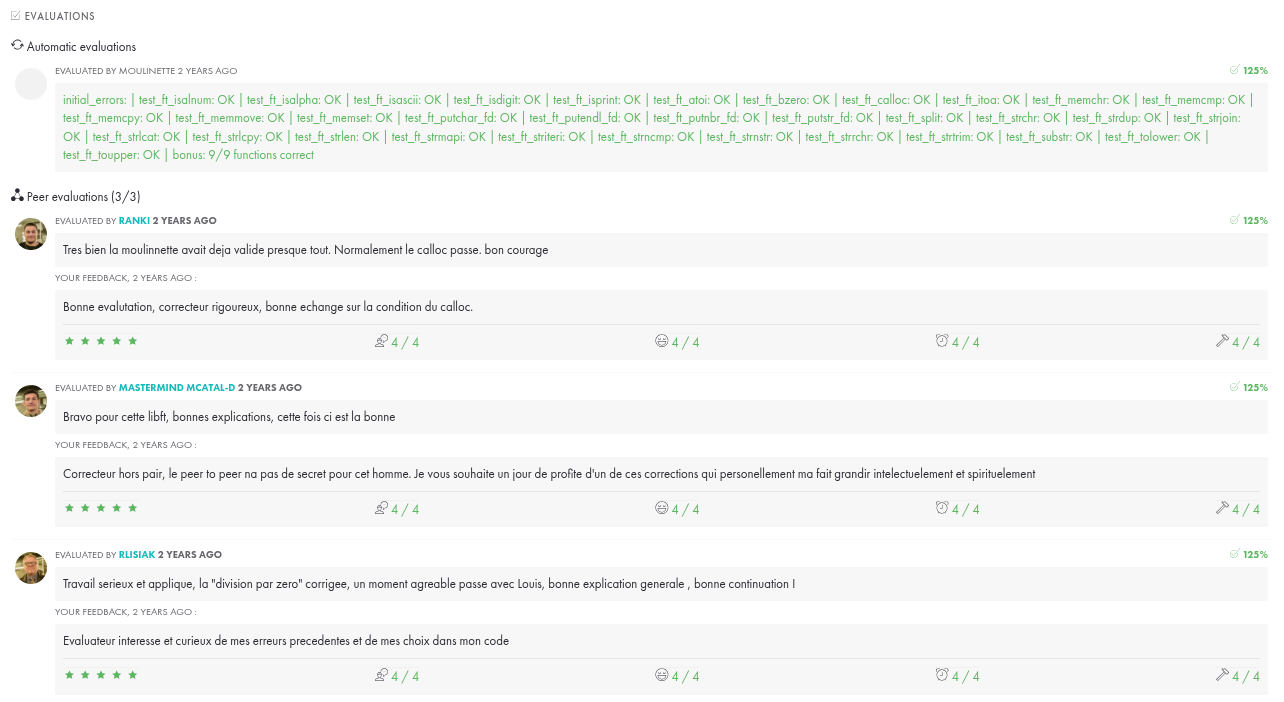 EVALUATIONS
Automatic evaluations
EVALUATED BY MOULINETTE 2 YEARS AGO
125%
initial_errors: | test_ft_isalnum: OK | test_ft_isalpha: OK | test_ft_isascii: OK | test_ft_isdigit: OK | test_ft_isprint: OK | test_ft_atoi: OK | test_ft_bzero: OK | test_ft_calloc: OK | test_ft_itoa: OK | test_ft_memchr: OK | test_ft_memcmp: OK |
test_ft_memcpy: OK | test_ft_memmove: OK | test_ft_memset: OK | test_ft_putchar_fd: OK | test_ft_putendl_fd: OK | test_ft_putnbr_fd: OK | test_ft_putstr_fd: OK | test_ft_split: OK | test_ft_strchr: OK | test_ft_strdup: OK | test_ft_strjoin:
OK | test_ft_strlcat: OK | test_ft_strlcpy: OK | test_ft_strlen: OK | test_ft_strmapi: OK | test_ft_striteri: OK | test_ft_strncmp: OK | test_ft_strnstr: OK | test_ft_strrchr: OK | test_ft_strtrim: OK | test_ft_substr: OK | test_ft_tolower: OK |
test_ft_toupper: OK | bonus: 9/9 functions correct
Peer evaluations (3/3)
EVALUATED BY RANKI 2 YEARS AGO
125%
Tres bien la moulinnette avait deja valide presque tout. Normalement le calloc passe. bon courage
YOUR FEEDBACK, 2 YEARS AGO :
Bonne evalutation, correcteur rigoureux, bonne echange sur la condition du calloc.
4 / 4 4 / 4 4 / 4 4 / 4
EVALUATED BY MASTERMIND MCATAL-D 2 YEARS AGO
125%
Bravo pour cette libft, bonnes explications, cette fois ci est la bonne
YOUR FEEDBACK, 2 YEARS AGO :
Correcteur hors pair, le peer to peer na pas de secret pour cet homme. Je vous souhaite un jour de profite d'un de ces corrections qui personellement ma fait grandir intelectuelement et spirituelement
4 / 4 4 / 4 4 / 4 4 / 4
EVALUATED BY RLISIAK 2 YEARS AGO
125%
Travail serieux et applique, la "division par zero" corrigee, un moment agreable passe avec Louis, bonne explication generale , bonne continuation !
YOUR FEEDBACK, 2 YEARS AGO :
Evaluateur interesse et curieux de mes erreurs precedentes et de mes choix dans mon code
4 / 4 4 / 4 4 / 4 4 / 4